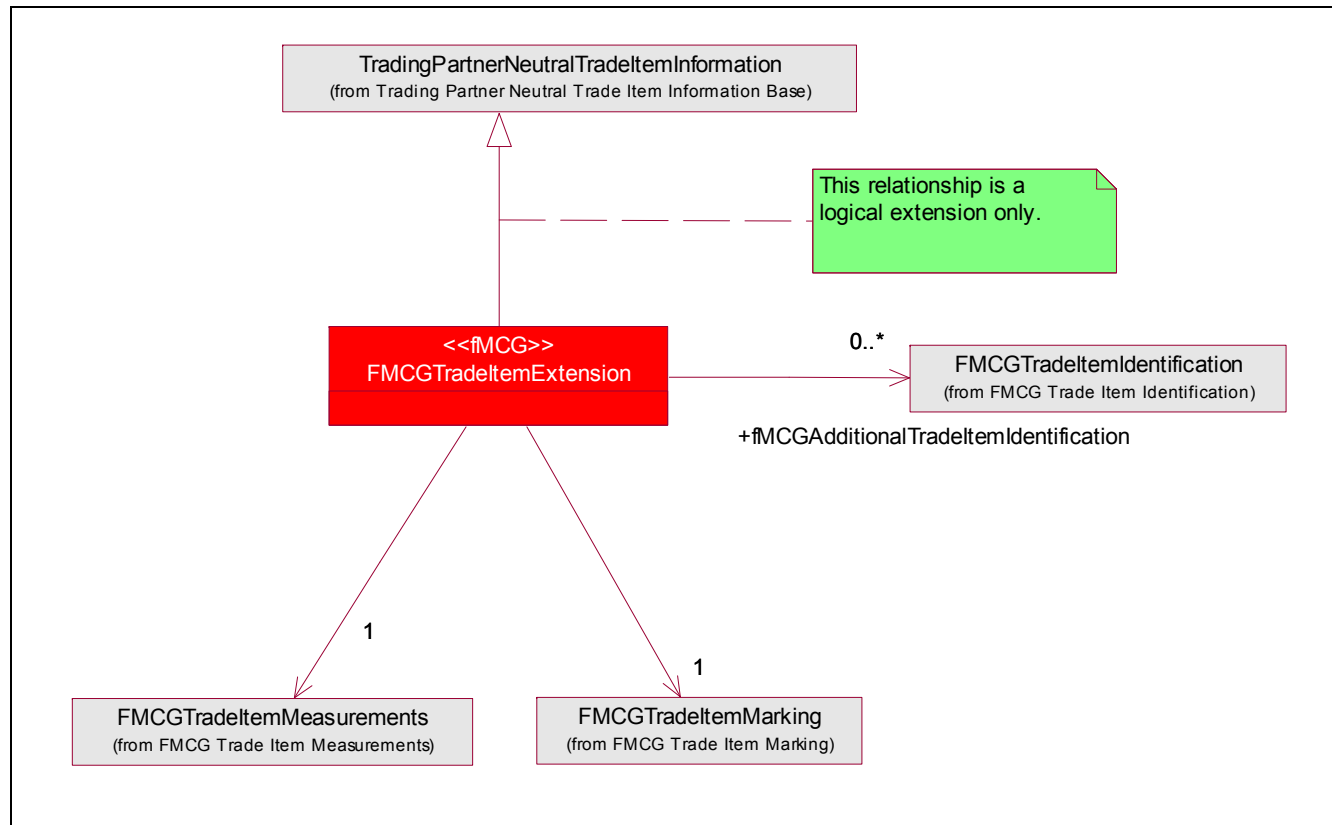 TradingPartnerNeutralTradeItemInformation
(from Trading Partner Neutral Trade Item Information Base)
This relationship is a
logical extension only.
<<fMCG>>
FMCGTradeItemExtension
0..*
FMCGTradeItemIdentification
(from FMCG Trade Item Identification)
+fMCGAdditionalTradeItemIdentification
1
1
FMCGTradeItemMeasurements
(from FMCG Trade Item Measurements)
FMCGTradeItemMarking
(from FMCG Trade Item Marking)